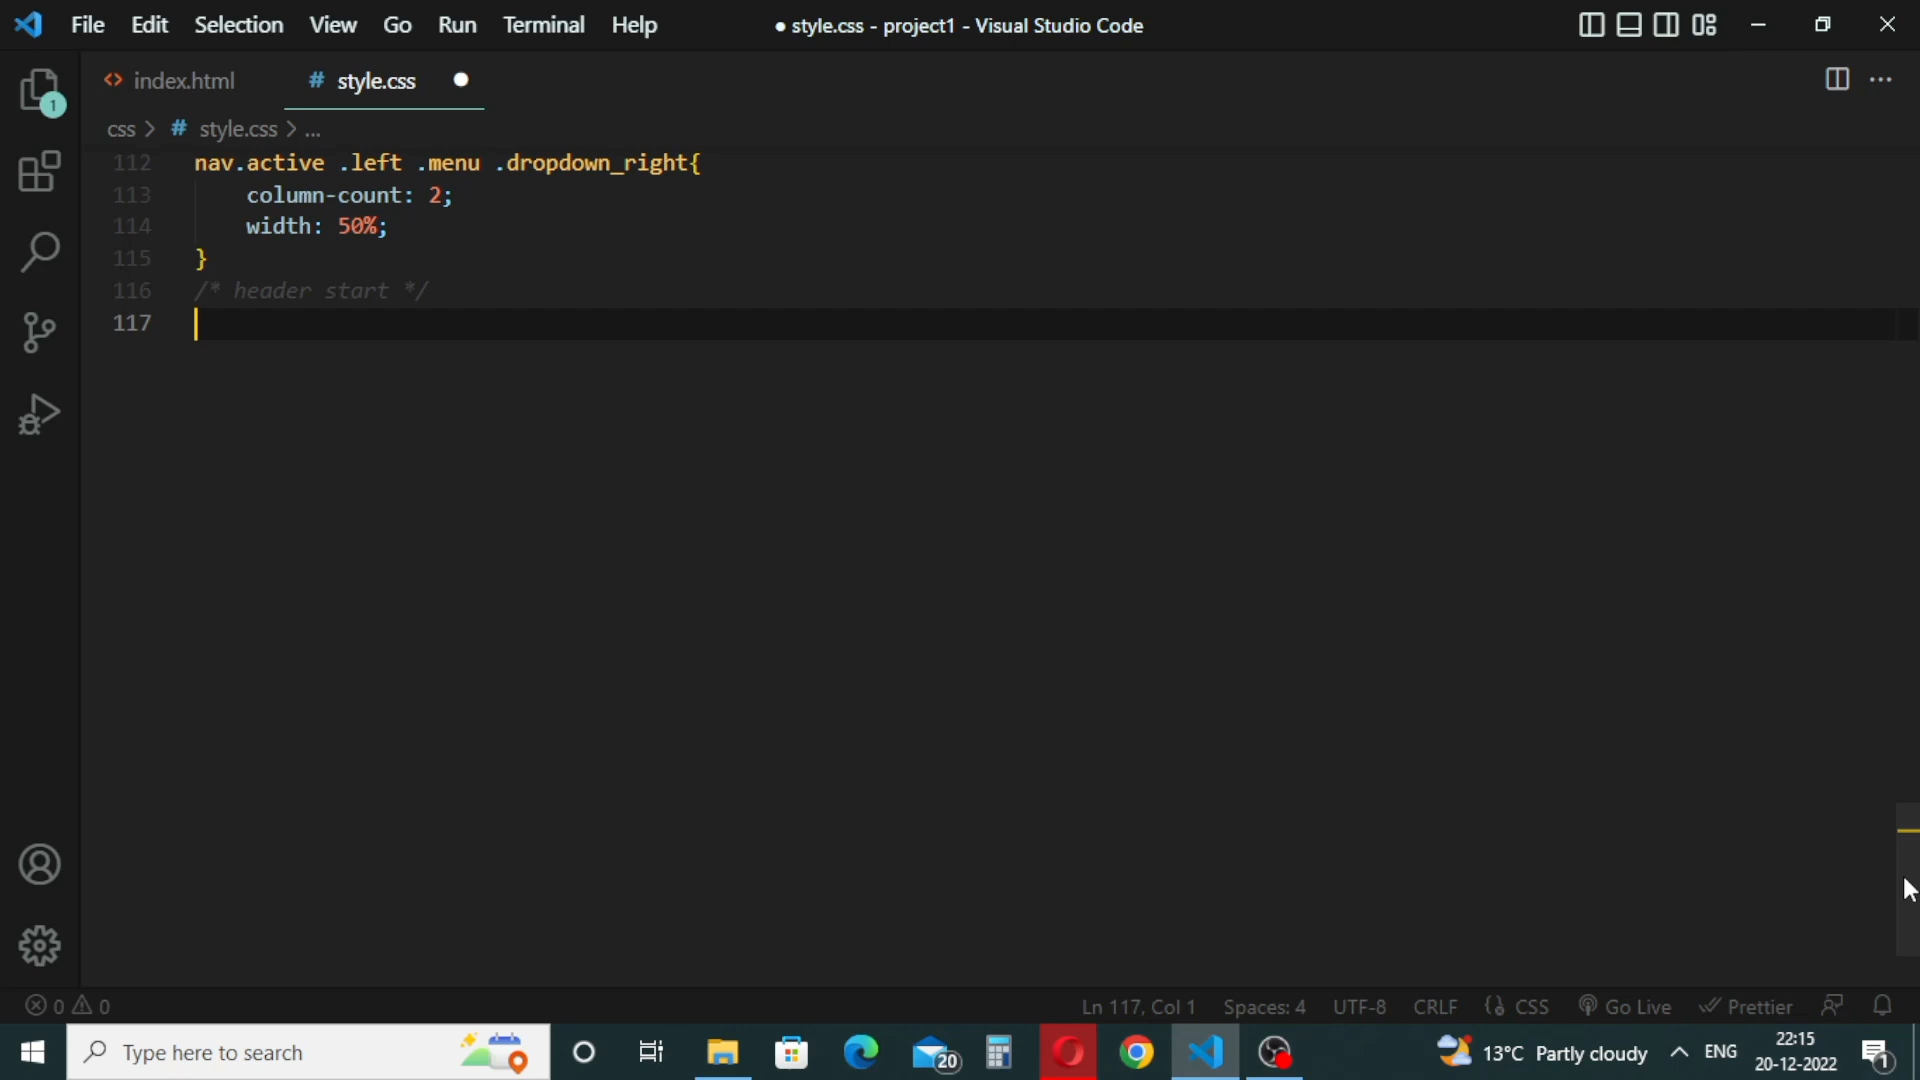 File Edit Selection View Go Run Terminal Help ● style.css - project1 - Visual Studio Code
<> index.html # style.css ●
1
css > # style.css > ...
112 nav.active .left .menu .dropdown_right{
113 column-count: 2;
114 width: 50%;
115 }
116 /* header start */
117
0 0 Ln 117, Col 1 Spaces: 4 UTF-8 CRLF {} CSS Go Live Prettier
Type here to search 20 13°C Partly cloudy ENG 22:15
20-12-2022 1